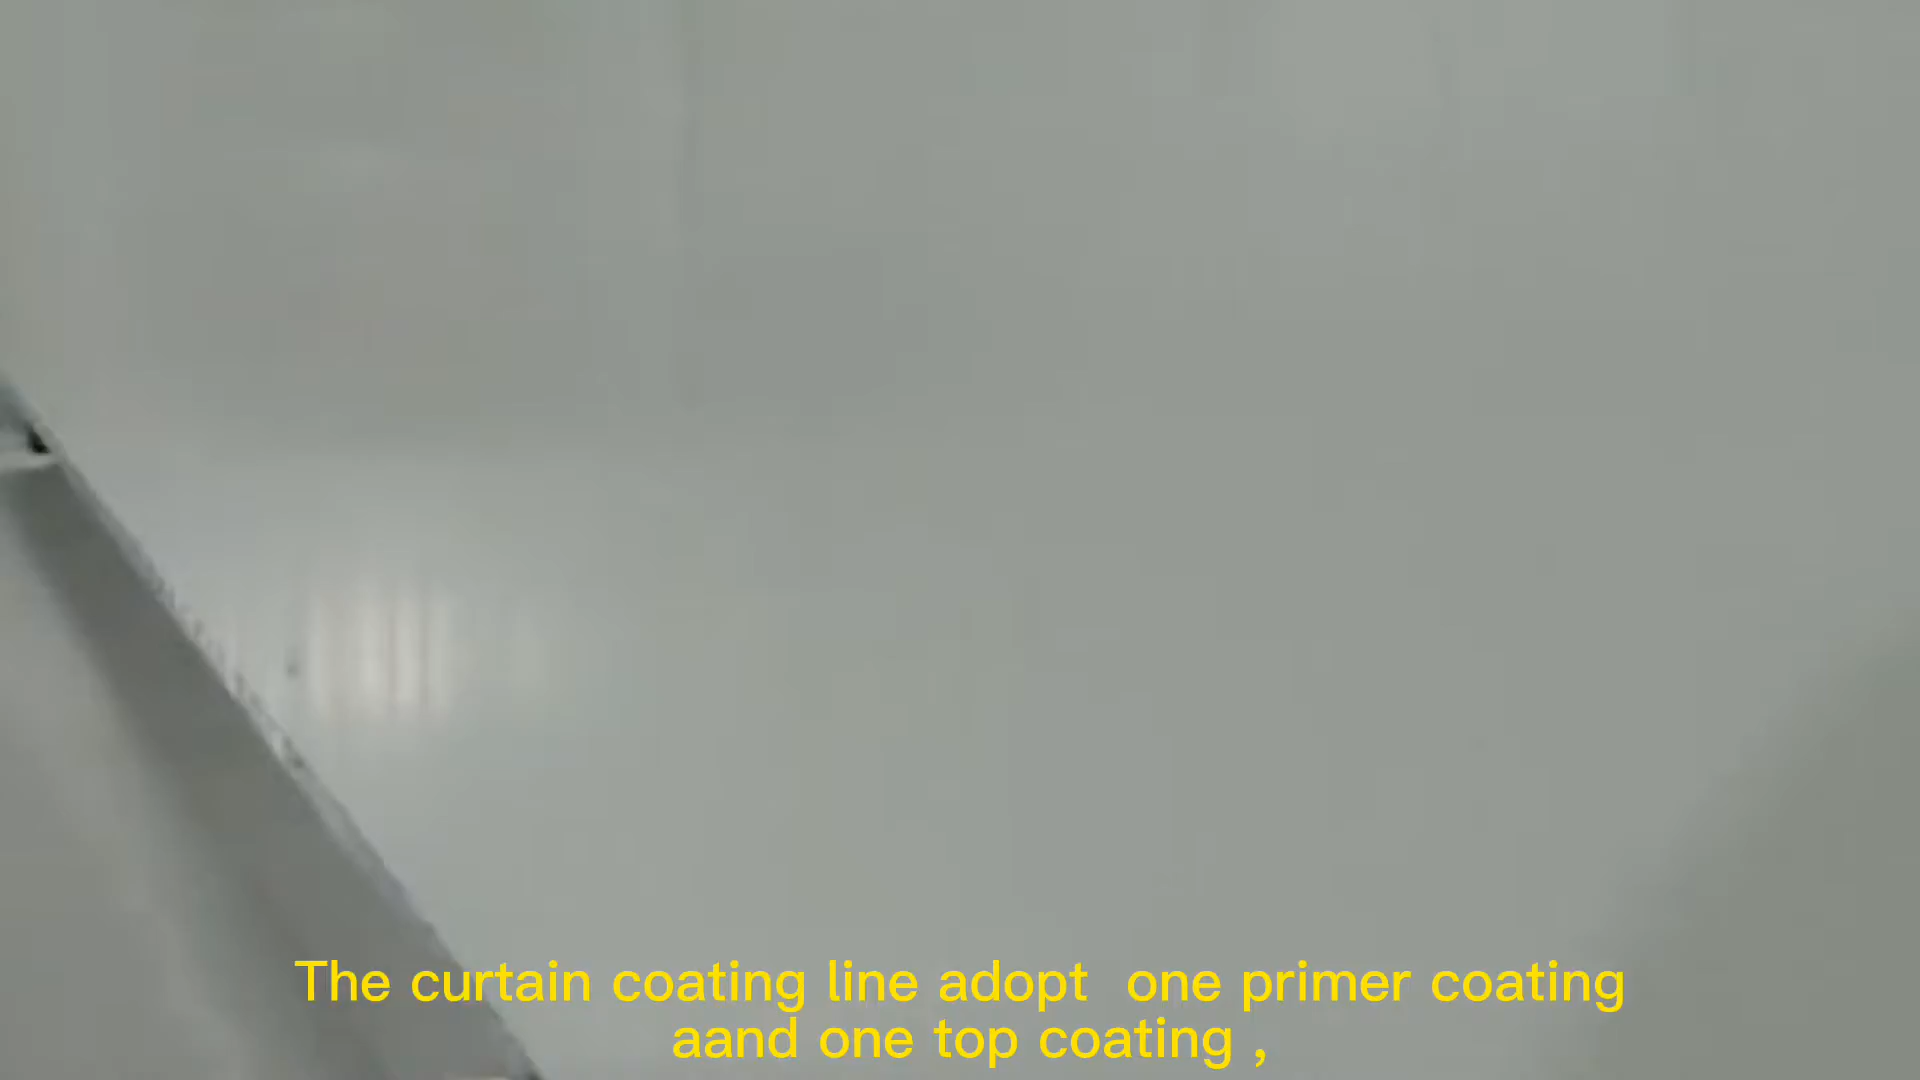 The curtain coating line adopt  one primer coating
aand one top coating ,